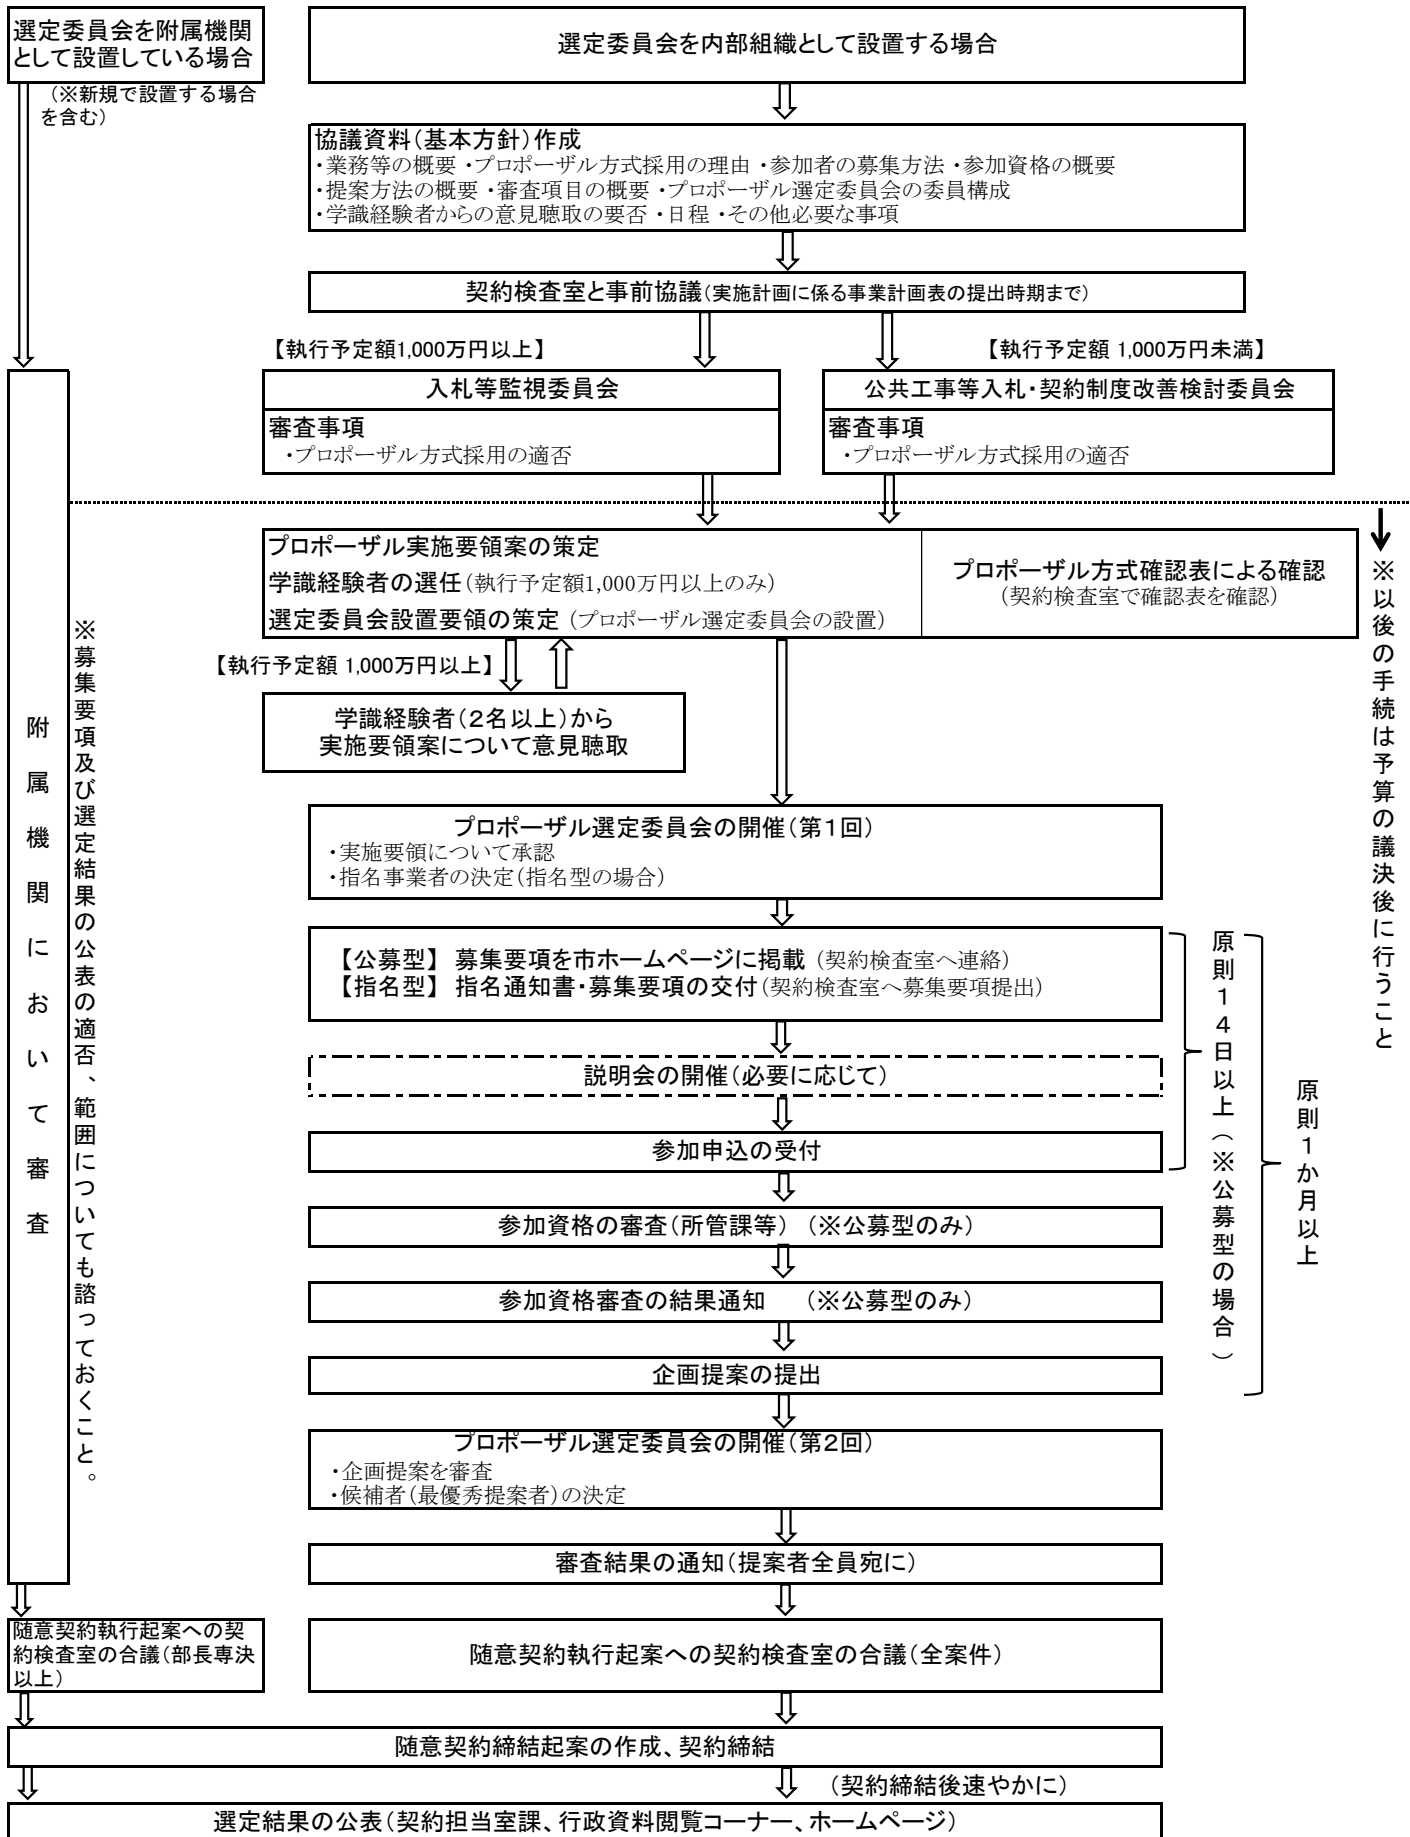 選定委員会を附属機関
として設置している場合
（※新規で設置する場合
を含む）
選定委員会を内部組織として設置する場合
協議資料（基本方針）作成
・業務等の概要 ・プロポーザル方式採用の理由 ・参加者の募集方法 ・参加資格の概要
・提案方法の概要 ・審査項目の概要 ・プロポーザル選定委員会の委員構成
・学識経験者からの意見聴取の要否 ・日程 ・その他必要な事項
契約検査室と事前協議（実施計画に係る事業計画表の提出時期まで）
【執行予定額1,000万円以上】
【執行予定額 1,000万円未満】
入札等監視委員会
審査事項
・プロポーザル方式採用の適否
公共工事等入札・契約制度改善検討委員会
審査事項
・プロポーザル方式採用の適否
プロポーザル実施要領案の策定
学識経験者の選任（執行予定額1,000万円以上のみ）
選定委員会設置要領の策定（プロポーザル選定委員会の設置）
プロポーザル方式確認表による確認
（契約検査室で確認表を確認）
※以後の手続は予算の議決後に行うこと
【執行予定額 1,000万円以上】
学識経験者（２名以上）から
実施要領案について意見聴取
附属機関において審査
※募集要項及び選定結果の公表の適否、範囲についても諮っておくこと。
プロポーザル選定委員会の開催（第１回）
・実施要領について承認
・指名事業者の決定（指名型の場合）
【公募型】 募集要項を市ホームページに掲載（契約検査室へ連絡）
【指名型】 指名通知書・募集要項の交付（契約検査室へ募集要項提出）
説明会の開催（必要に応じて）
参加申込の受付
原則１４日以上（※公募型の場合）
原則１か月以上
参加資格の審査（所管課等）（※公募型のみ）
参加資格審査の結果通知　（※公募型のみ）
企画提案の提出
プロポーザル選定委員会の開催（第２回）
・企画提案を審査
・候補者（最優秀提案者）の決定
審査結果の通知（提案者全員宛に）
随意契約執行起案への契
約検査室の合議（部長専決
以上）
随意契約執行起案への契約検査室の合議（全案件）
随意契約締結起案の作成、契約締結
（契約締結後速やかに）
選定結果の公表（契約担当室課、行政資料閲覧コーナー、ホームページ）